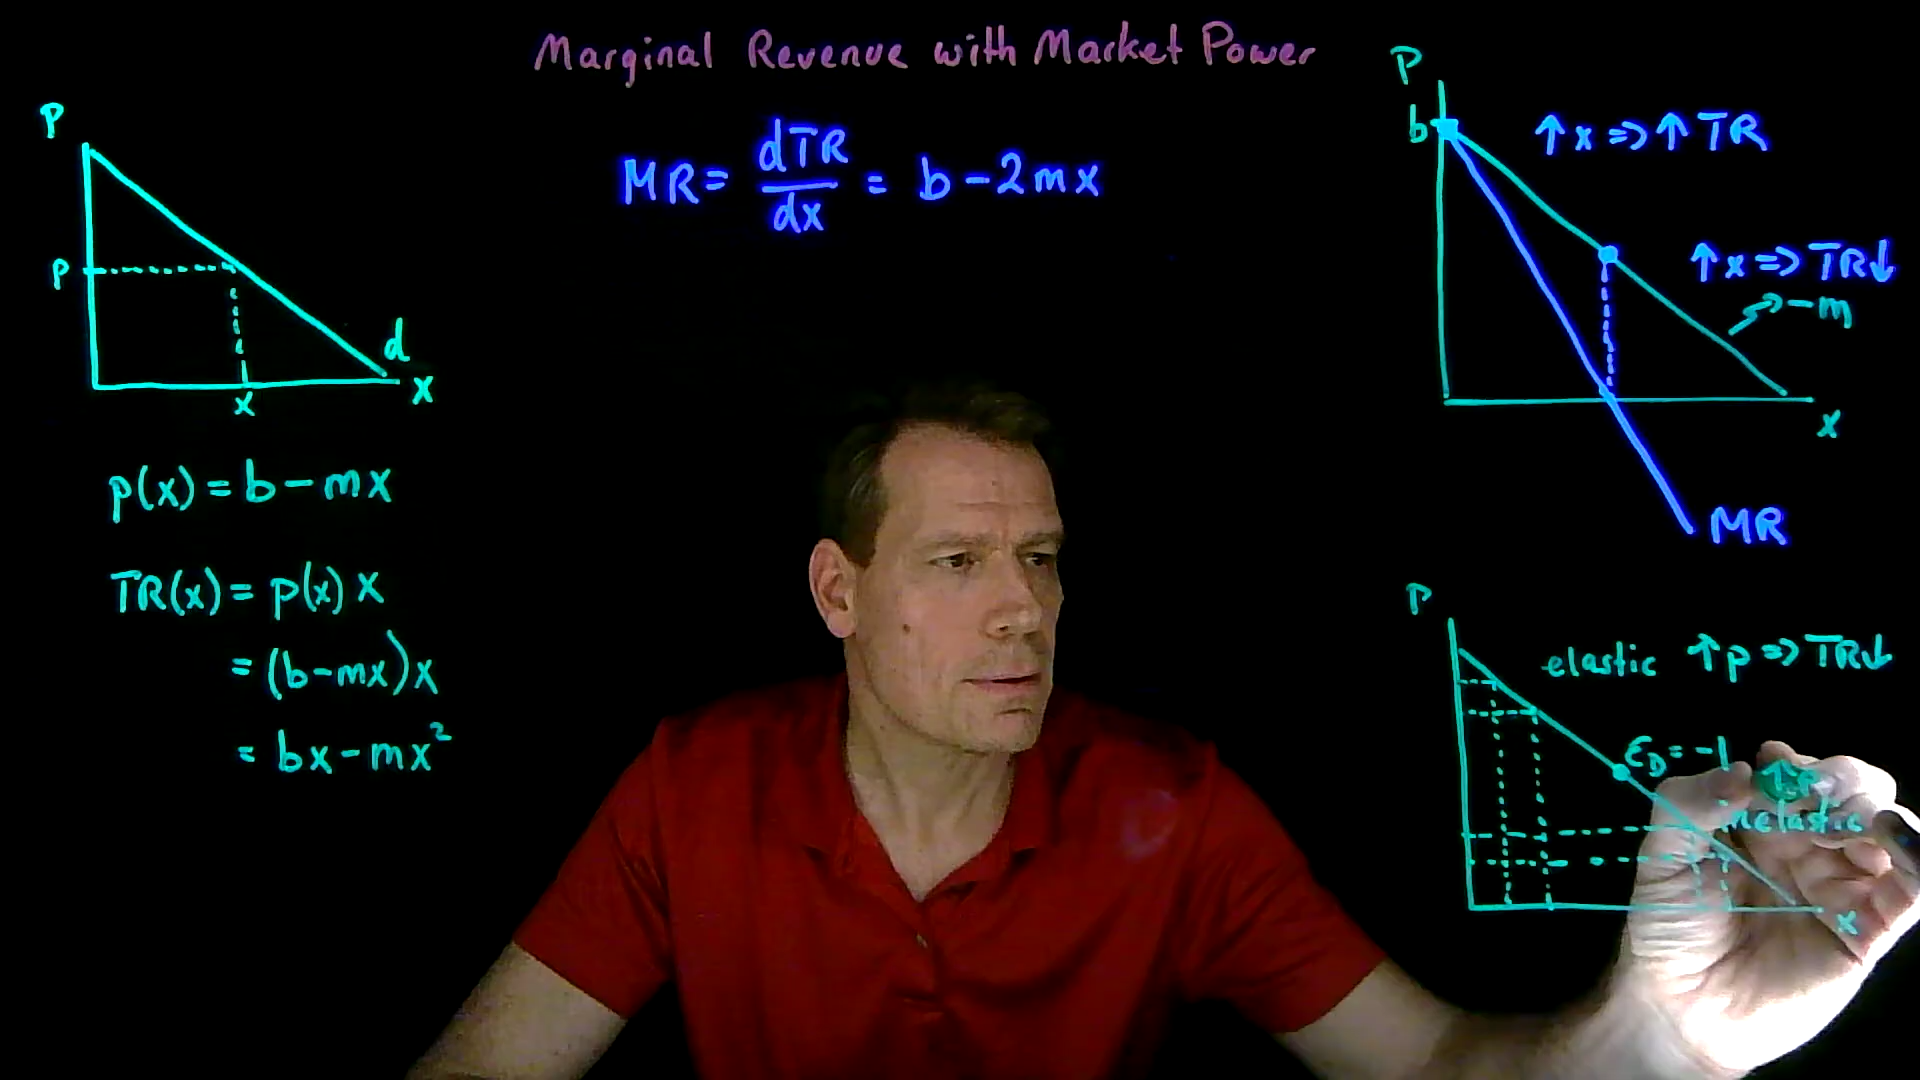 Marginal Revenue with Market Power
P
P
d
x
x
p(x) = b - mx
TR(x) = p(x) x
= (b-mx)x
= bx - mx²
MR = dTR/dx = b - 2mx
P
b
↑x ⇒ ↑TR
↑x ⇒ TR↓
-m
x
MR
P
elastic ↑p ⇒ TR↓
ε_D = -1
↑p
inelastic
x